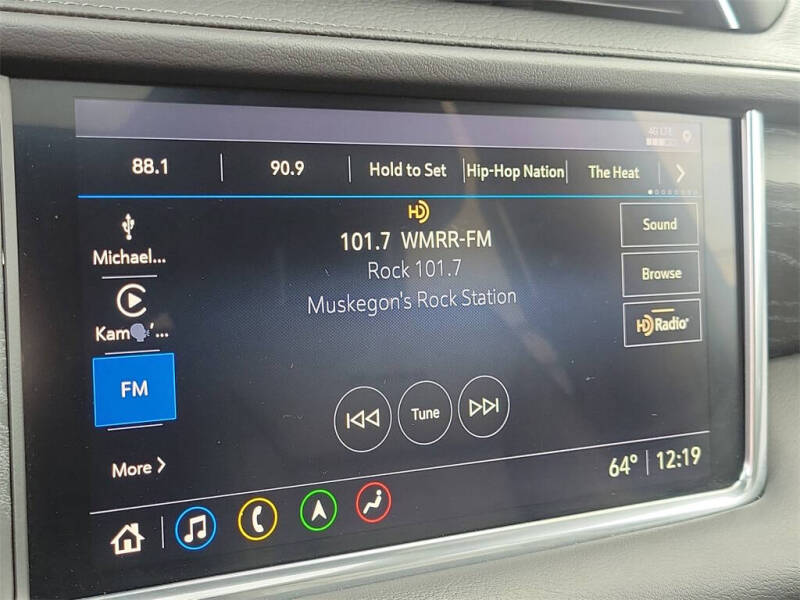 4G LTE
88.1
90.9
Hold to Set
Hip-Hop Nation
The Heat
HD
101.7 WMRR-FM
Rock 101.7
Muskegon's Rock Station
Michael...
Kam🗣'...
FM
More
Sound
Browse
HD Radio
Tune
64° 12:19